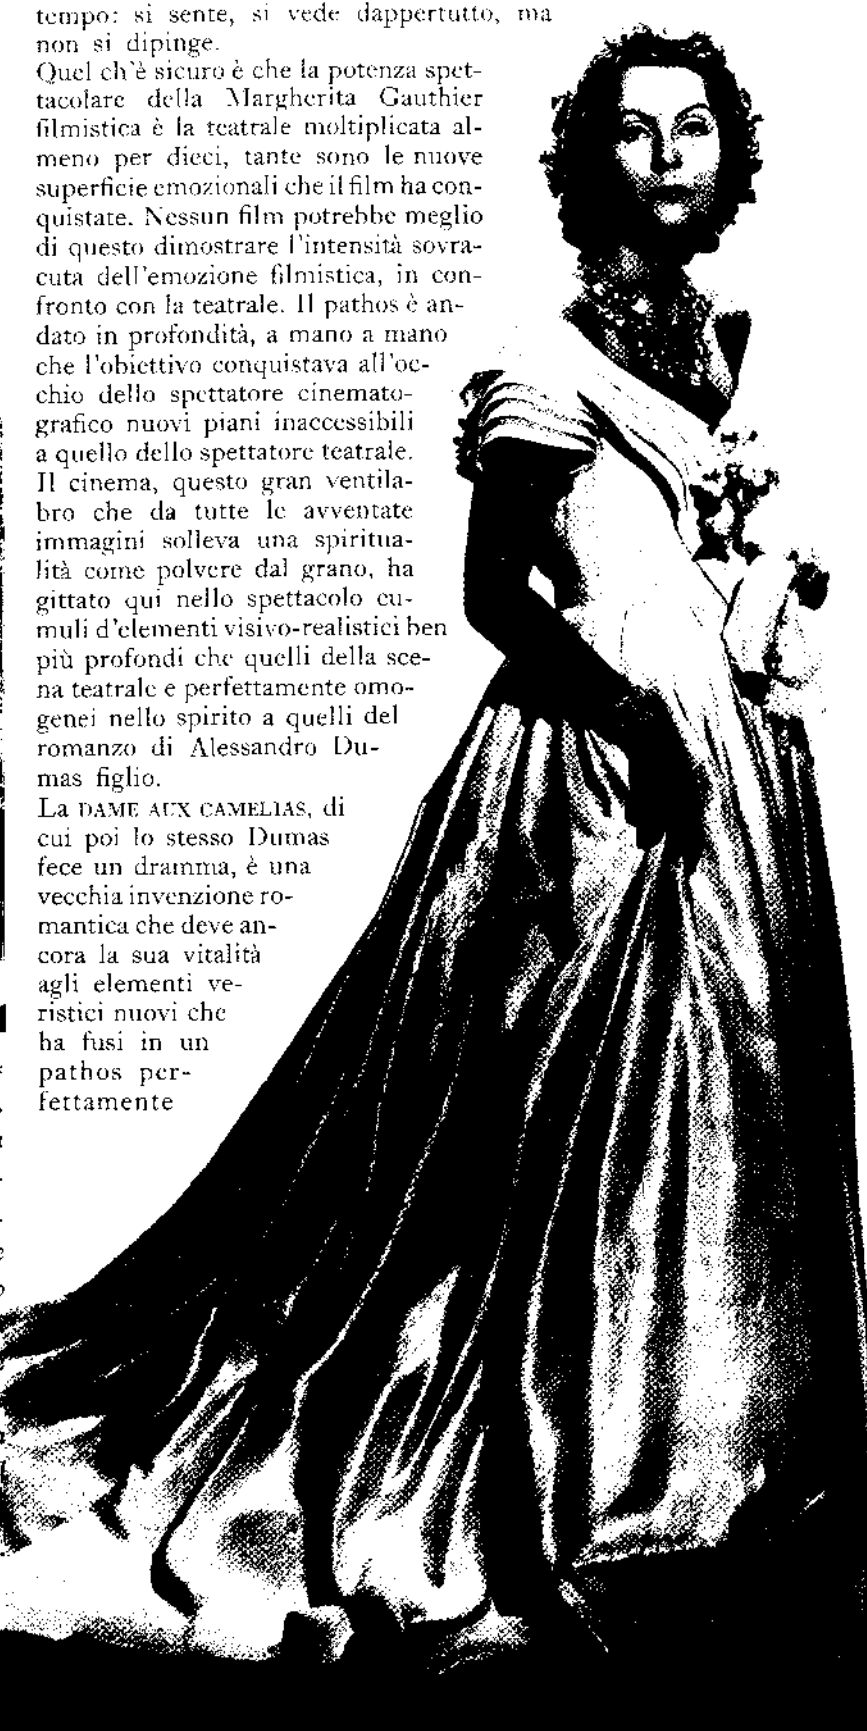 tempo: si sente, si vede dappertutto, ma
non si dipinge.
Quel ch'è sicuro è che la potenza spet-
tacolare della Margherita Gauthier
filmistica è la teatrale moltiplicata al-
meno per dieci, tante sono le nuove
superficie emozionali che il film ha con-
quistate. Nessun film potrebbe meglio
di questo dimostrare l'intensità sovra-
cuta dell'emozione filmistica, in con-
fronto con la teatrale. Il pathos è an-
dato in profondità, a mano a mano
che l'obiettivo conquistava all'oc-
chio dello spettatore cinemato-
grafico nuovi piani inaccessibili
a quello dello spettatore teatrale.
Il cinema, questo gran ventila-
bro che da tutte le avventate
immagini solleva una spiritua-
lità come polvere dal grano, ha
gittato qui nello spettacolo cu-
muli d'elementi visivo-realistici ben
più profondi che quelli della sce-
na teatrale e perfettamente omo-
genei nello spirito a quelli del
romanzo di Alessandro Du-
mas figlio.
La DAME AUX CAMELIAS, di
cui poi lo stesso Dumas
fece un dramma, è una
vecchia invenzione ro-
mantica che deve an-
cora la sua vitalità
agli elementi ve-
ristici nuovi che
ha fusi in un
pathos per-
fettamente